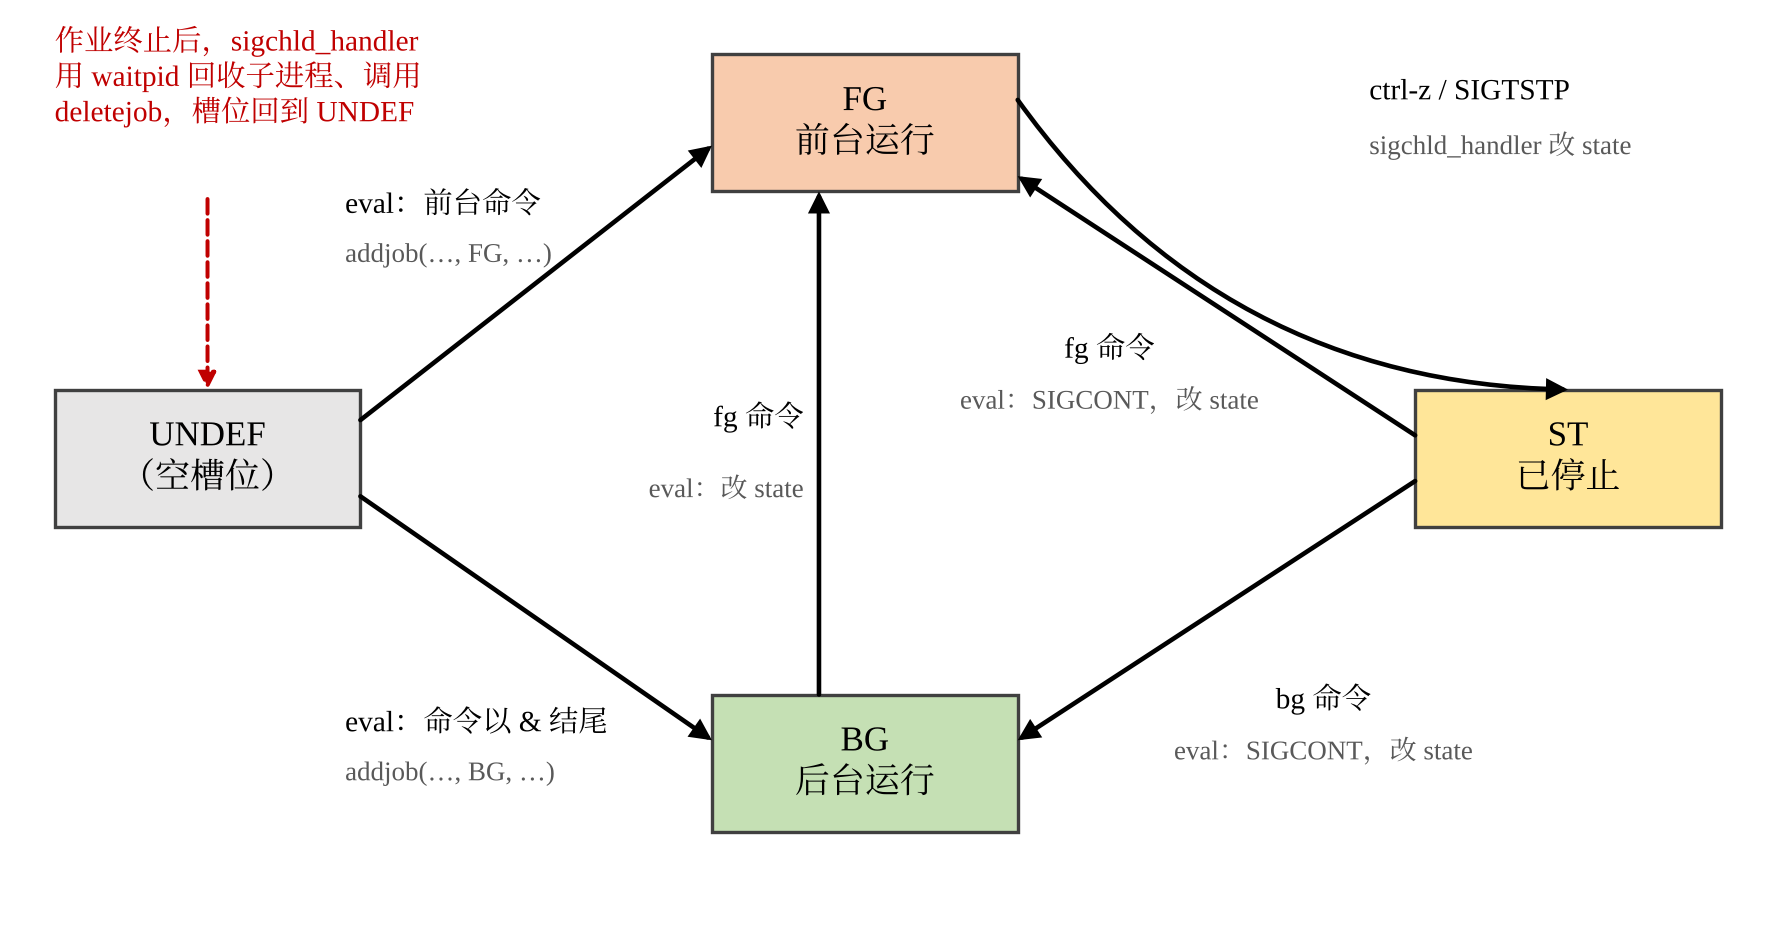 作业终止后，sigchld_handler
用 waitpid 回收子进程、调用
deletejob，槽位回到 UNDEF
FG
前台运行
ctrl-z / SIGTSTP
sigchld_handler 改 state
eval：前台命令
addjob(…, FG, …)
fg 命令
eval：SIGCONT，改 state
fg 命令
eval：改 state
UNDEF
（空槽位）
ST
已停止
eval：命令以 & 结尾
addjob(…, BG, …)
BG
后台运行
bg 命令
eval：SIGCONT，改 state